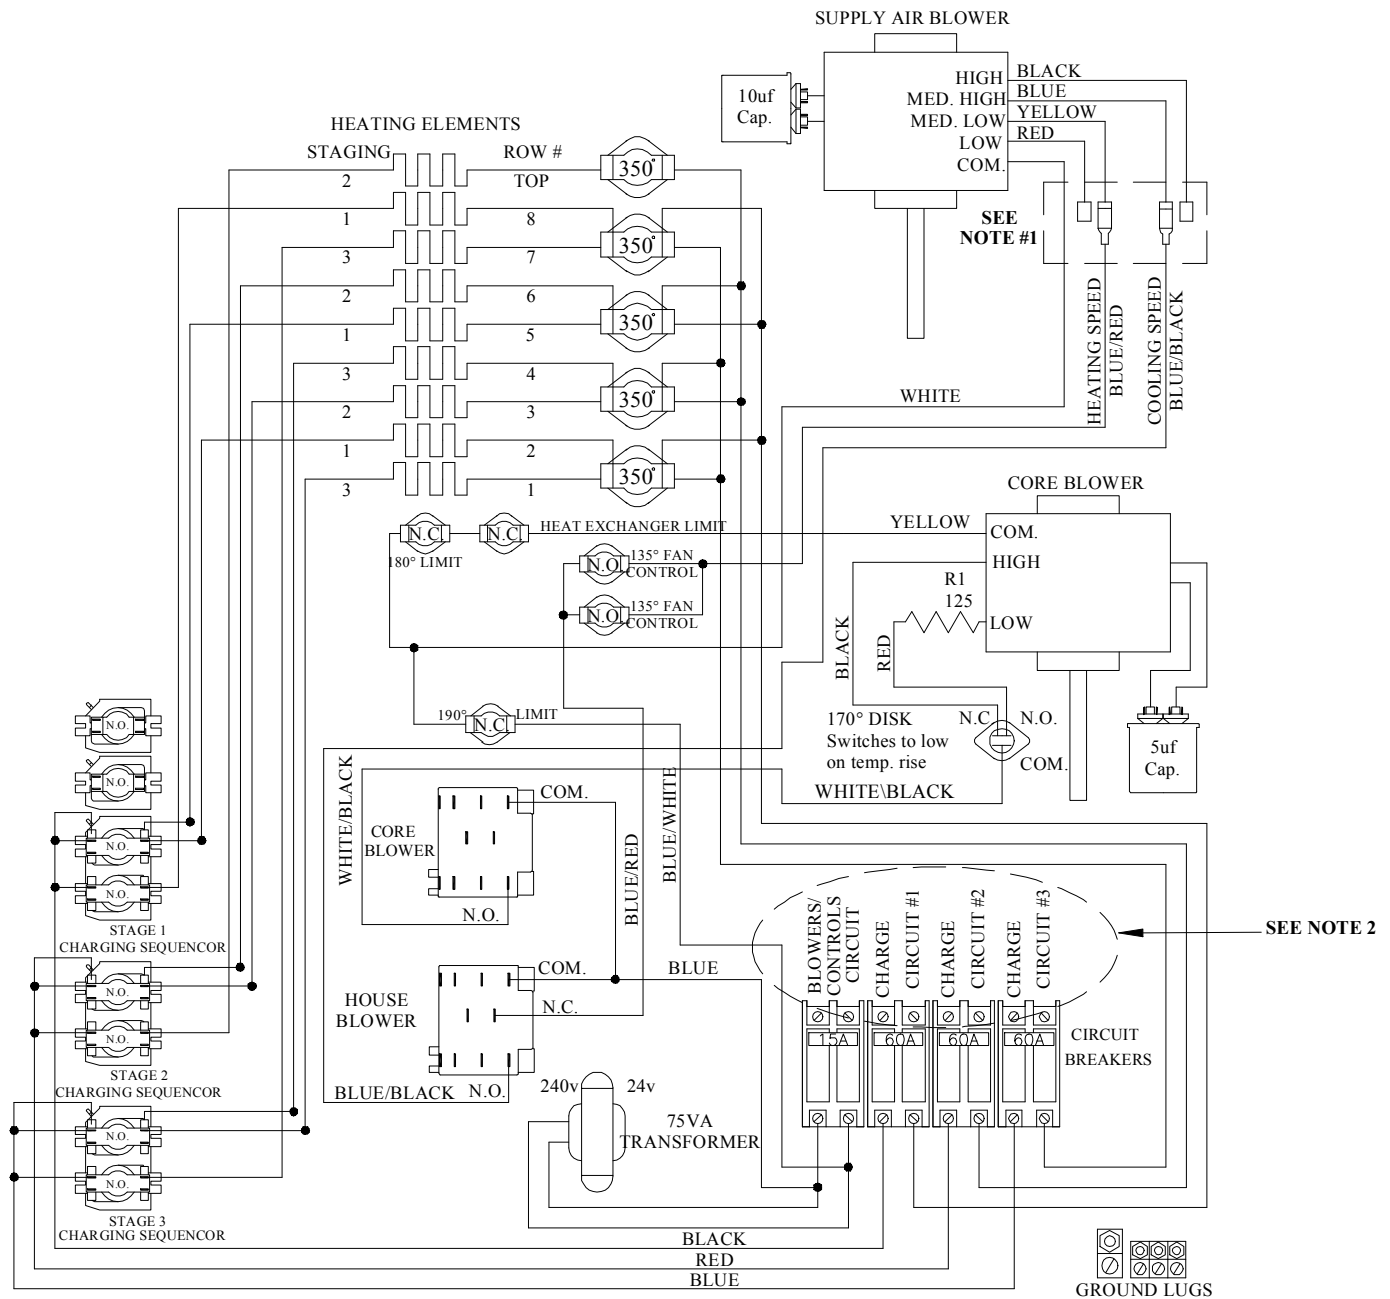 SUPPLY AIR BLOWER
10uf
Cap.
HIGH
BLACK
MED. HIGH
BLUE
MED. LOW
YELLOW
LOW
RED
COM.
SEE
NOTE #1
HEATING SPEED
BLUE/RED
COOLING SPEED
BLUE/BLACK
WHITE
HEATING ELEMENTS
STAGING
ROW #
2
TOP
350°
1
8
3
7
350°
2
6
1
5
350°
3
4
2
3
350°
1
2
3
1
350°
CORE BLOWER
N.C.
N.C.
HEAT EXCHANGER LIMIT
YELLOW
COM.
180° LIMIT
N.O.
135° FAN
CONTROL
HIGH
N.O.
135° FAN
CONTROL
R1
125
LOW
BLACK
RED
190°
N.C.
LIMIT
170° DISK
Switches to low
on temp. rise
N.C.
N.O.
COM.
5uf
Cap.
WHITE\BLACK
N.O.
N.O.
N.O.
N.O.
STAGE 1
CHARGING SEQUENCOR
N.O.
N.O.
STAGE 2
CHARGING SEQUENCOR
N.O.
N.O.
STAGE 3
CHARGING SEQUENCOR
WHITE/BLACK
CORE
BLOWER
COM.
N.O.
BLUE/RED
BLUE/WHITE
HOUSE
BLOWER
COM.
BLUE
N.C.
BLUE/BLACK
N.O.
BLOWERS/
CONTROLS
CIRCUIT
CHARGE
CIRCUIT #1
CHARGE
CIRCUIT #2
CHARGE
CIRCUIT #3
SEE NOTE 2
15A
60A
60A
60A
CIRCUIT
BREAKERS
240v
24v
75VA
TRANSFORMER
BLACK
RED
BLUE
GROUND LUGS